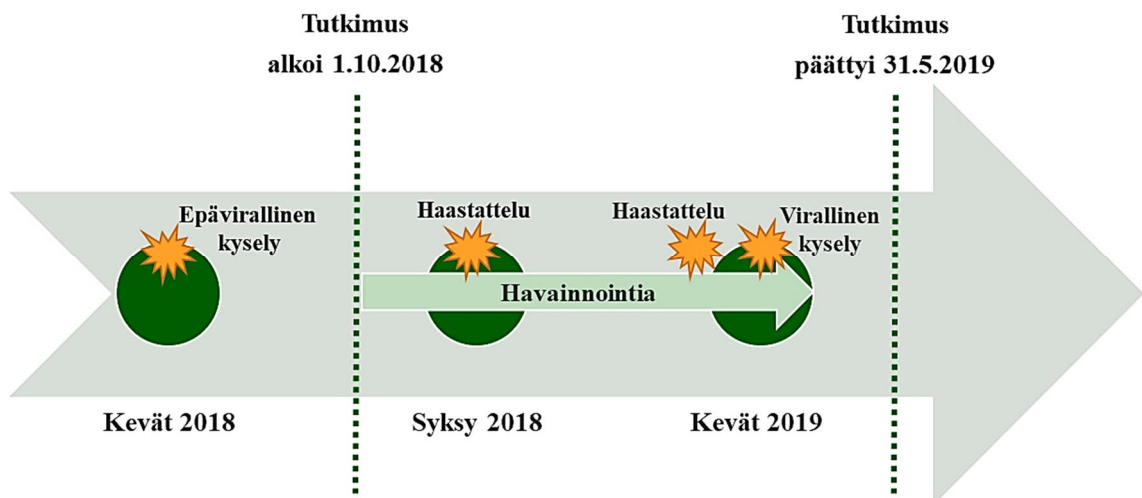 Tutkimus
alkoi 1.10.2018
Tutkimus
päättyi 31.5.2019
Epävirallinen
kysely
Haastattelu
Haastattelu
Virallinen
kysely
Havainnointia
Kevät 2018
Syksy 2018
Kevät 2019